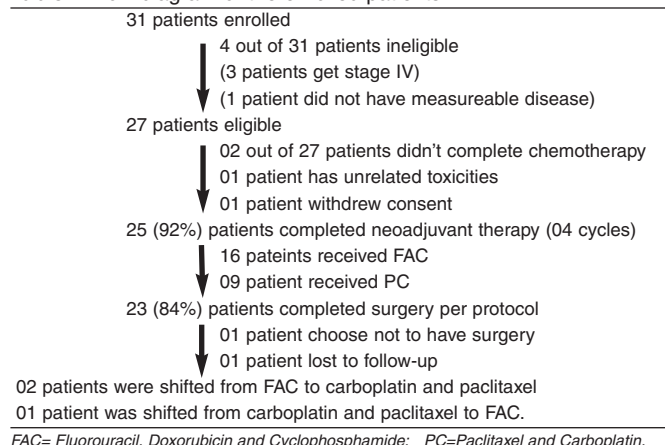 31 patients enrolled
4 out of 31 patients ineligible
(3 patients get stage IV)
(1 patient did not have measureable disease)
27 patients eligible
02 out of 27 patients didn't complete chemotherapy
01 patient has unrelated toxicities
01 patient withdrew consent
25 (92%) patients completed neoadjuvant therapy (04 cycles)
16 pateints received FAC
09 patient received PC
23 (84%) patients completed surgery per protocol
01 patient choose not to have surgery
01 patient lost to follow-up
02 patients were shifted from FAC to carboplatin and paclitaxel
01 patient was shifted from carboplatin and paclitaxel to FAC.
FAC= Fluorouracil, Doxorubicin and Cyclophosphamide; PC=Paclitaxel and Carboplatin.